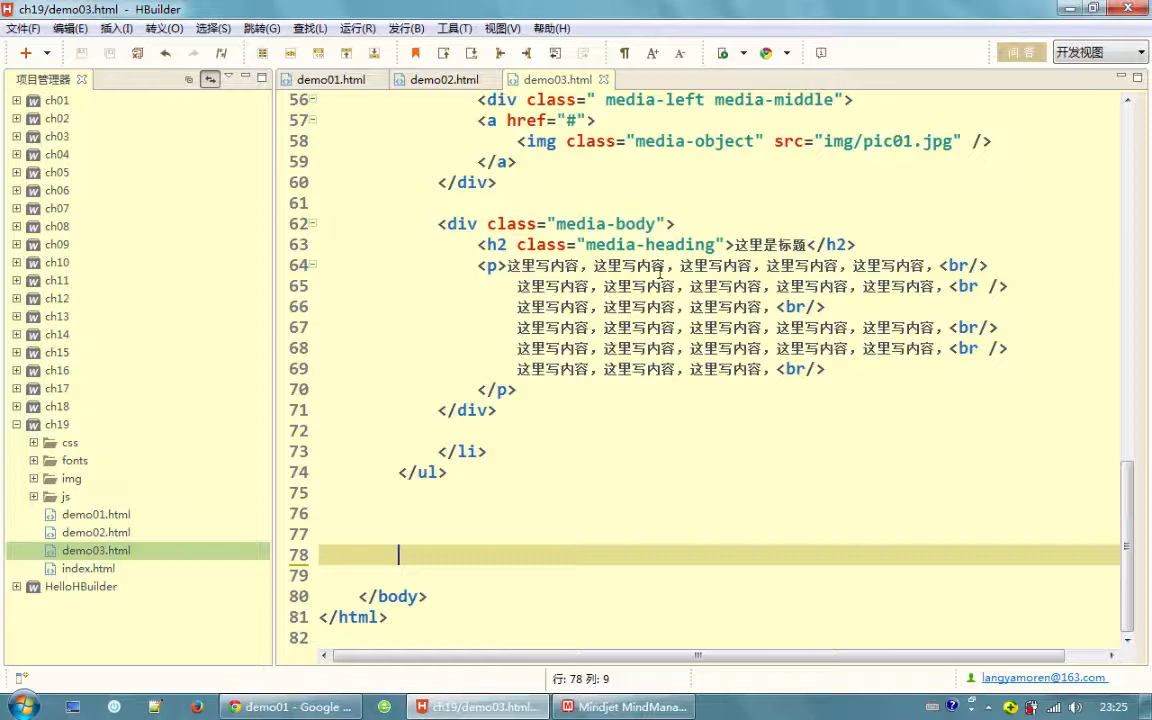 ch19/demo03.html - HBuilder
文件(F) 编辑(E) 插入(I) 转义(O) 选择(S) 跳转(G) 查找(L) 运行(R) 发行(B) 工具(T) 视图(V) 帮助(H)
问答 开发视图
项目管理器 demo01.html demo02.html demo03.html
ch01
ch02
ch03
ch04
ch05
ch06
ch07
ch08
ch09
ch10
ch11
ch12
ch13
ch14
ch15
ch16
ch17
ch18
ch19
css
fonts
img
js
demo01.html
demo02.html
demo03.html
index.html
HelloHBuilder
56 <div class=" media-left media-middle">
57 <a href="#">
58 <img class="media-object" src="img/pic01.jpg" />
59 </a>
60 </div>
61
62 <div class="media-body">
63 <h2 class="media-heading">这里是标题</h2>
64 <p>这里写内容，这里写内容，这里写内容，这里写内容，这里写内容，<br/>
65 这里写内容，这里写内容，这里写内容，这里写内容，这里写内容，<br />
66 这里写内容，这里写内容，这里写内容，<br/>
67 这里写内容，这里写内容，这里写内容，这里写内容，这里写内容，<br/>
68 这里写内容，这里写内容，这里写内容，这里写内容，这里写内容，<br />
69 这里写内容，这里写内容，这里写内容，<br/>
70 </p>
71 </div>
72
73 </li>
74 </ul>
75
76
77
78
79
80 </body>
81 </html>
82
行: 78 列: 9
langyamoren@163.com
demo01 - Google ... ch19/demo03.html... Mindjet MindMana... 23:25